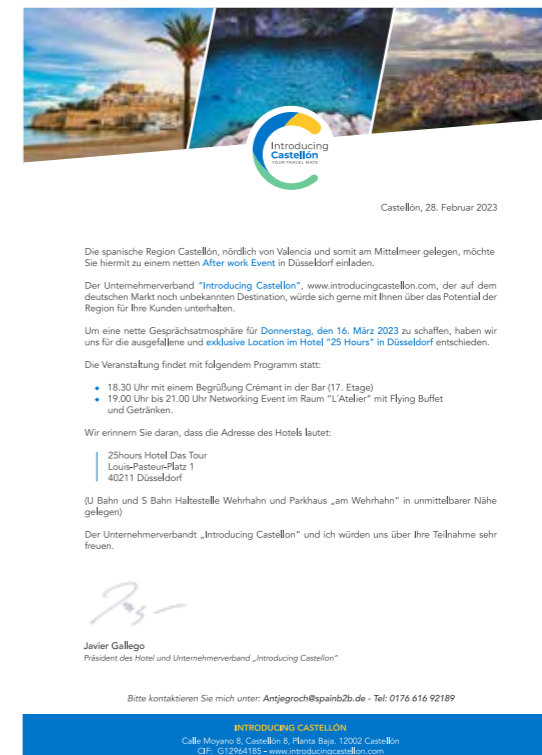 Introducing
Castellón
YOUR TRAVEL MATE
Castellón, 28. Februar 2023
Die spanische Region Castellón, nördlich von Valencia und somit am Mittelmeer gelegen, möchte
Sie hiermit zu einem netten After work Event in Düsseldorf einladen.
Der Unternehmerverband "Introducing Castellon", www.introducingcastellon.com, der auf dem
deutschen Markt noch unbekannten Destination, würde sich gerne mit Ihnen über das Potential der
Region für Ihre Kunden unterhalten.
Um eine nette Gesprächsatmosphäre für Donnerstag, den 16. März 2023 zu schaffen, haben wir
uns für die ausgefallene und exklusive Location im Hotel "25 Hours" in Düsseldorf entschieden.
Die Veranstaltung findet mit folgendem Programm statt:
◆ 18.30 Uhr mit einem Begrüßung Crémant in der Bar (17. Etage)
◆ 19.00 Uhr bis 21.00 Uhr Networking Event im Raum "L´Atelier" mit Flying Buffet
und Getränken.
Wir erinnern Sie daran, dass die Adresse des Hotels lautet:
25hours Hotel Das Tour
Louis-Pasteur-Platz 1
40211 Düsseldorf
(U Bahn und S Bahn Haltestelle Wehrhahn und Parkhaus „am Wehrhahn" in unmittelbarer Nähe
gelegen)
Der Unternehmerverbandt „Introducing Castellon" und ich würden uns über Ihre Teilnahme sehr
freuen.
Javier Gallego
Präsident des Hotel und Unternehmerverband „Introducing Castellon"
Bitte kontaktieren Sie mich unter: Antjegroch@spainb2b.de - Tel: 0176 616 92189
INTRODUCING CASTELLÓN
Calle Moyano 8, Castellón 8, Planta Baja. 12002 Castellón
CIF: G12964185 - www.introducingcastellon.com